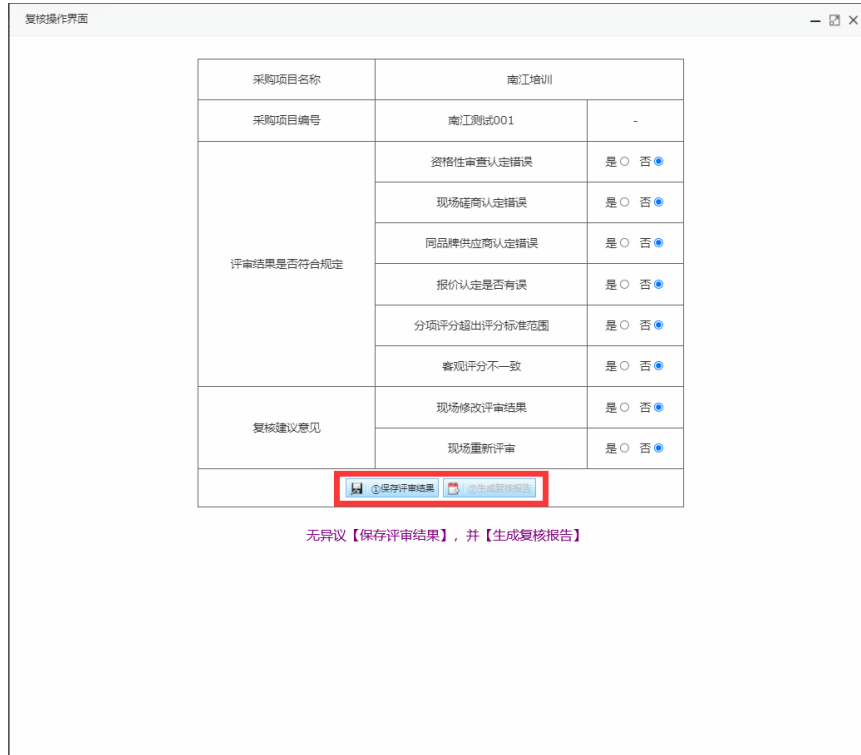 复核操作界面
采购项目名称 南江培训
采购项目编号 南江测试001 -
评审结果是否符合规定
资格性审查认定错误 是 否
现场磋商认定错误 是 否
同品牌供应商认定错误 是 否
报价认定是否有误 是 否
分项评分超出评分标准范围 是 否
客观评分不一致 是 否
复核建议意见
现场修改评审结果 是 否
现场重新评审 是 否
①保存评审结果 ②生成复核报告
无异议【保存评审结果】，并【生成复核报告】